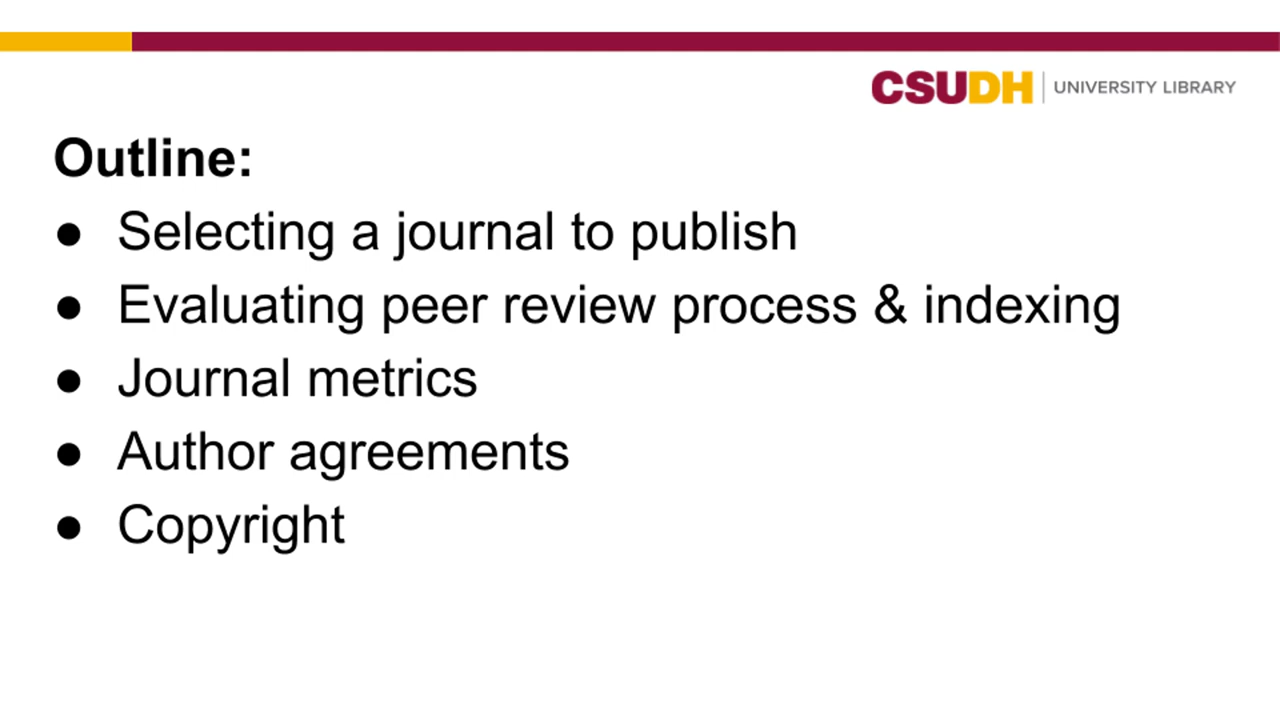 CSUDH | UNIVERSITY LIBRARY
Outline:
● Selecting a journal to publish
● Evaluating peer review process & indexing
● Journal metrics
● Author agreements
● Copyright